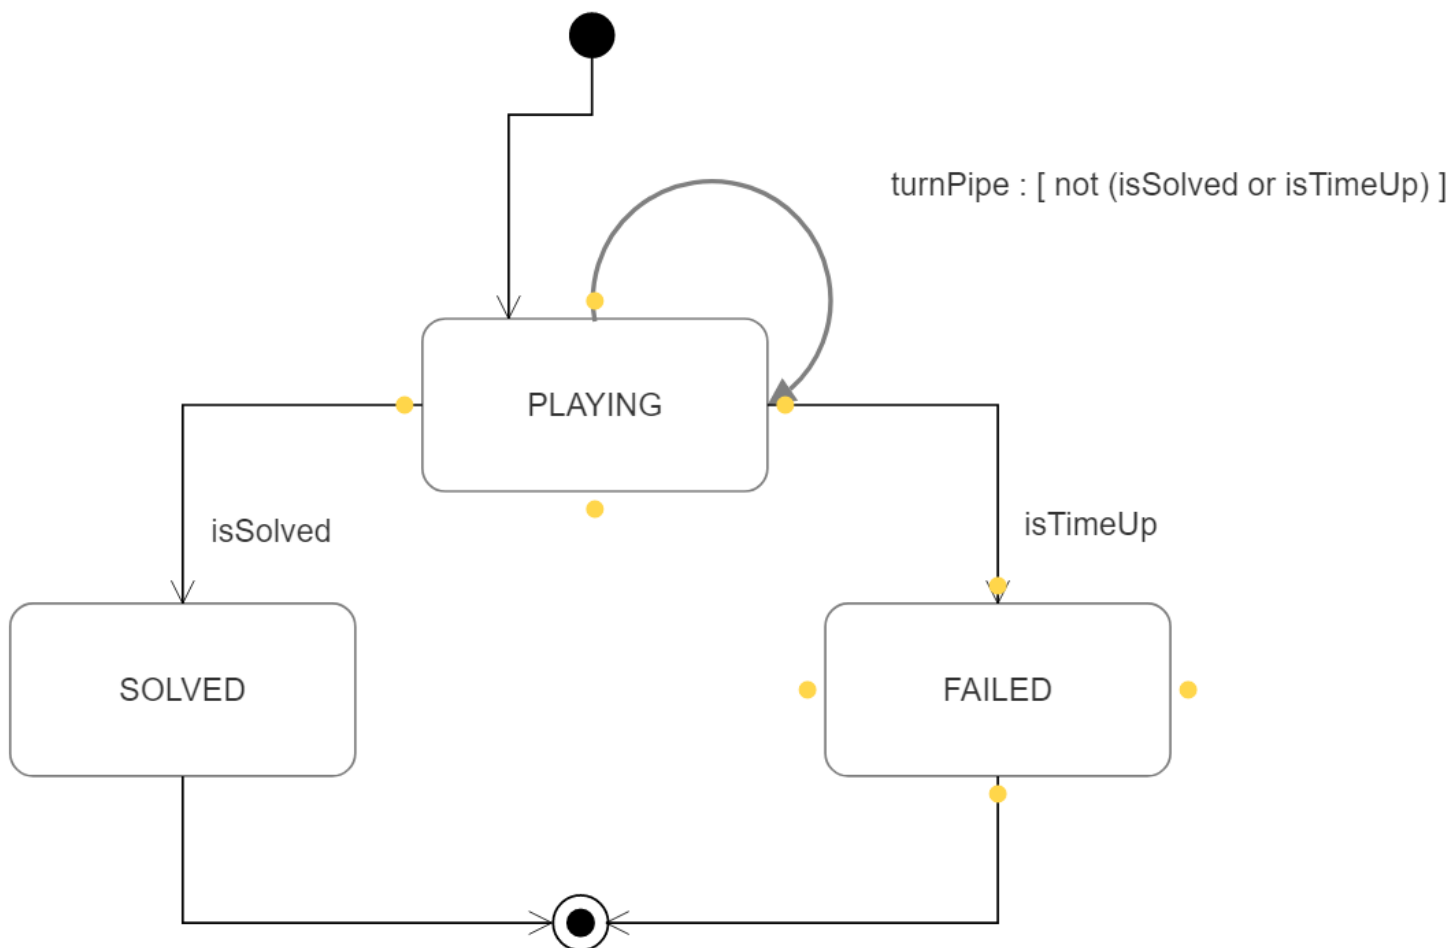 turnPipe : [ not (isSolved or isTimeUp) ]
PLAYING
isSolved
isTimeUp
SOLVED
FAILED